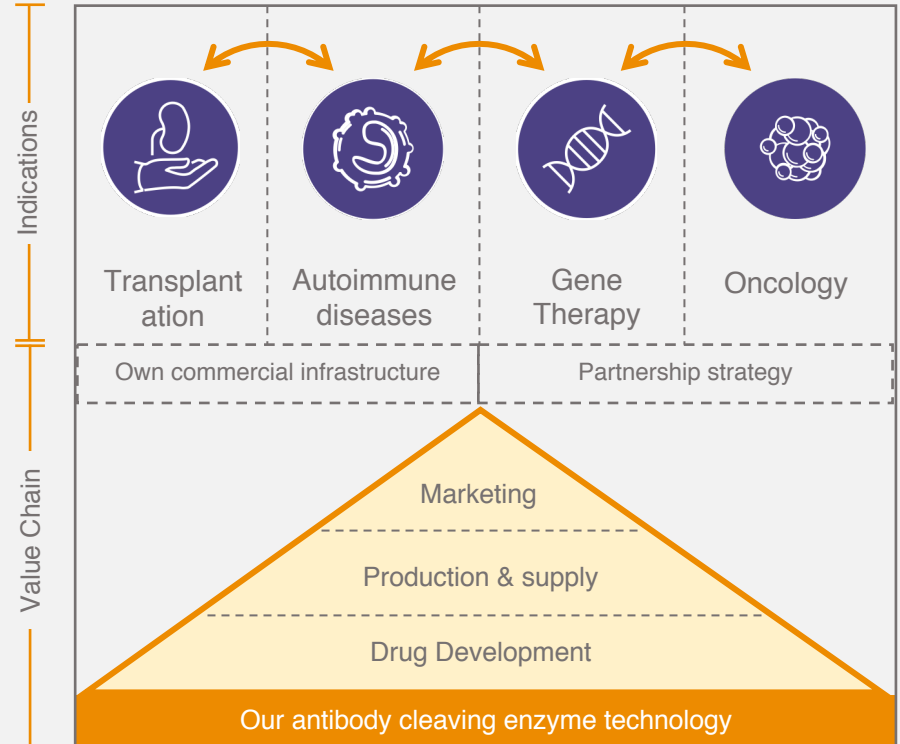 Indications
Transplant
ation
Autoimmune
diseases
Gene
Therapy
Oncology
Own commercial infrastructure
Partnership strategy
Value Chain
Marketing
Production & supply
Drug Development
Our antibody cleaving enzyme technology